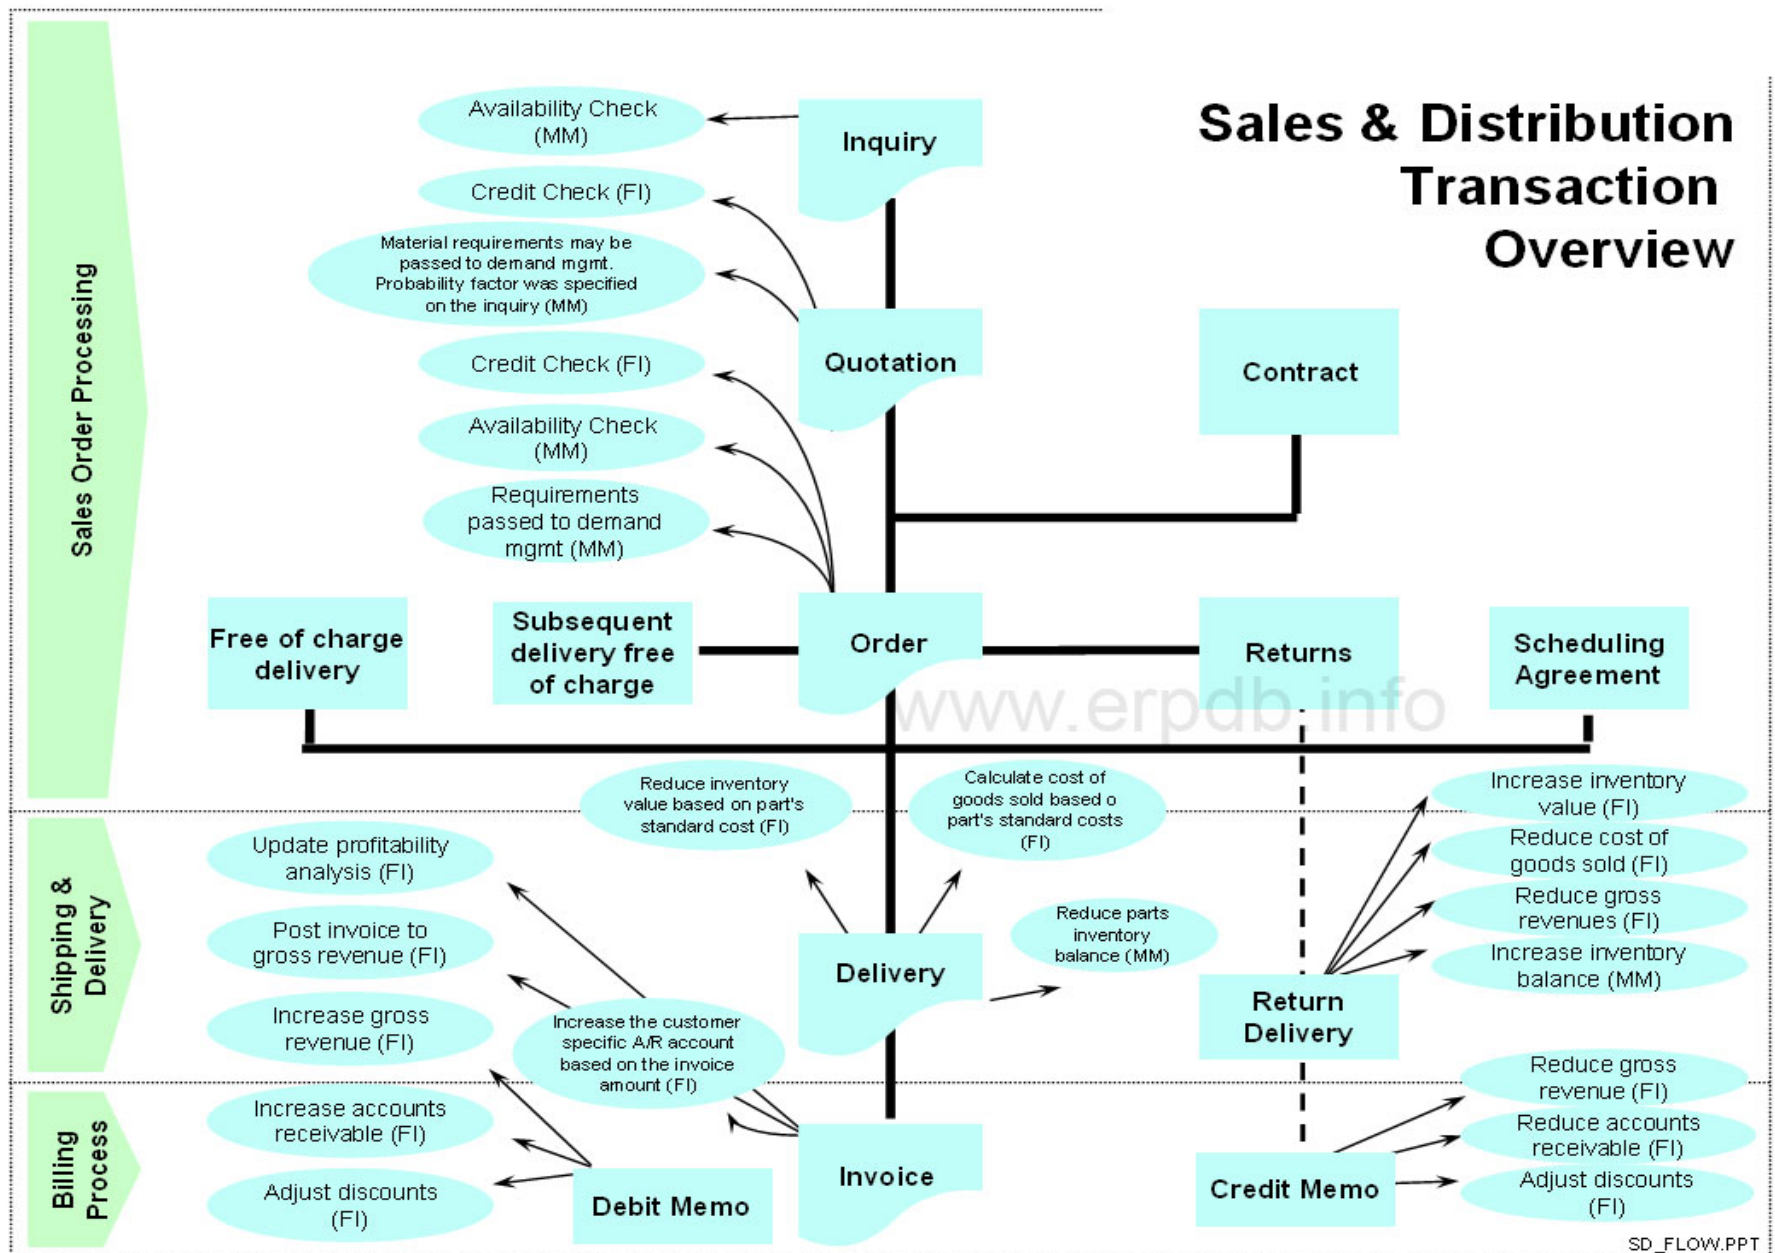 Sales & Distribution
Transaction
Overview
Sales Order Processing
Availability Check
(MM)
Inquiry
Credit Check (FI)
Material requirements may be
passed to demand mgmt.
Probability factor was specified
on the inquiry (MM)
Quotation
Contract
Credit Check (FI)
Availability Check
(MM)
Requirements
passed to demand
mgmt (MM)
Free of charge
delivery
Subsequent
delivery free
of charge
Order
Returns
Scheduling
Agreement
www.erpdb.info
Shipping &
Delivery
Reduce inventory
value based on part's
standard cost (FI)
Calculate cost of
goods sold based o
part's standard costs
(FI)
Increase inventory
value (FI)
Reduce cost of
goods sold (FI)
Reduce gross
revenues (FI)
Increase inventory
balance (MM)
Update profitability
analysis (FI)
Post invoice to
gross revenue (FI)
Increase gross
revenue (FI)
Increase the customer
specific A/R account
based on the invoice
amount (FI)
Delivery
Reduce parts
inventory
balance (MM)
Return
Delivery
Billing
Process
Increase accounts
receivable (FI)
Adjust discounts
(FI)
Debit Memo
Invoice
Credit Memo
Reduce gross
revenue (FI)
Reduce accounts
receivable (FI)
Adjust discounts
(FI)
SD_FLOW.PPT